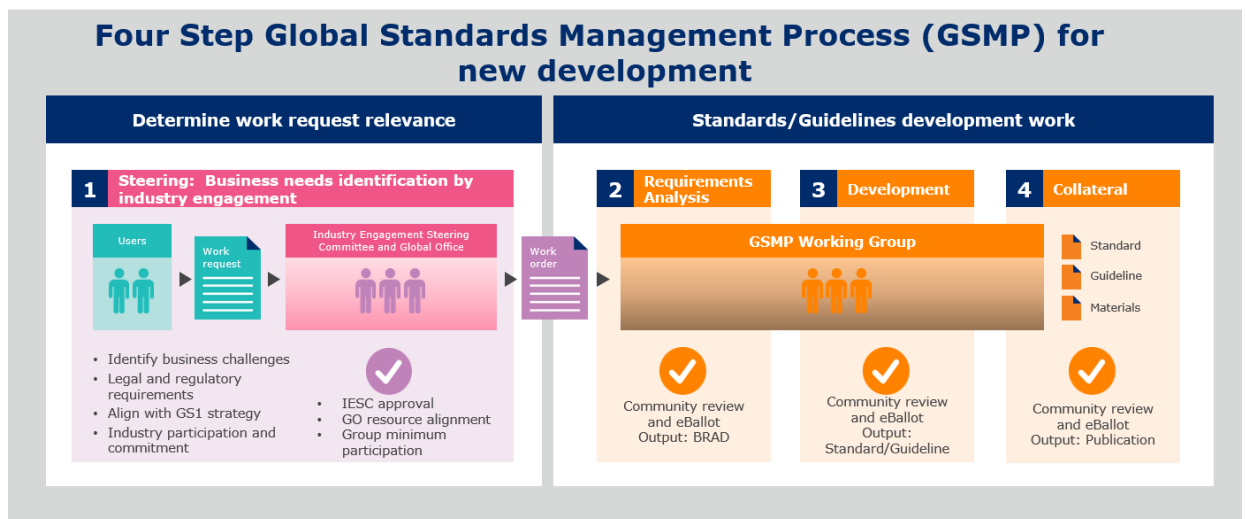 Four Step Global Standards Management Process (GSMP) for
new development
Determine work request relevance
1
Steering:  Business needs identification by
industry engagement
Users
Work
request
Industry Engagement Steering
Committee and Global Office
Work
order
• Identify business challenges
• Legal and regulatory
requirements
• Align with GS1 strategy
• Industry participation and
commitment
• IESC approval
• GO resource alignment
• Group minimum
participation
Standards/Guidelines development work
2
Requirements
Analysis
3
Development
4
Collateral
GSMP Working Group
Standard
Guideline
Materials
Community review
and eBallot
Output: BRAD
Community review
and eBallot
Output:
Standard/Guideline
Community review
and eBallot
Output: Publication